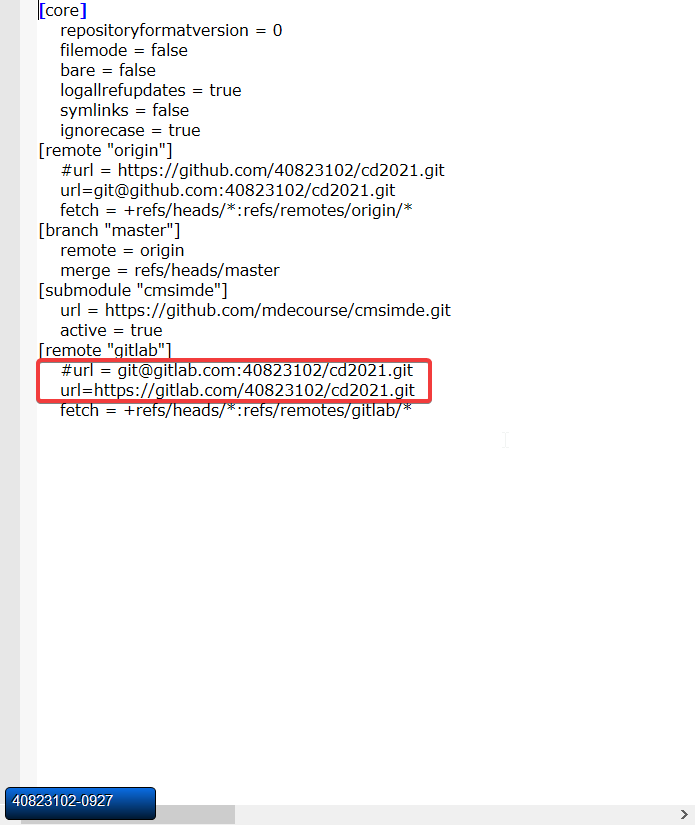 [core]
repositoryformatversion = 0
filemode = false
bare = false
logallrefupdates = true
symlinks = false
ignorecase = true
[remote "origin"]
#url = https://github.com/40823102/cd2021.git
url=git@github.com:40823102/cd2021.git
fetch = +refs/heads/*:refs/remotes/origin/*
[branch "master"]
remote = origin
merge = refs/heads/master
[submodule "cmsimde"]
url = https://github.com/mdecourse/cmsimde.git
active = true
[remote "gitlab"]
#url = git@gitlab.com:40823102/cd2021.git
url=https://gitlab.com/40823102/cd2021.git
fetch = +refs/heads/*:refs/remotes/gitlab/*
40823102-0927